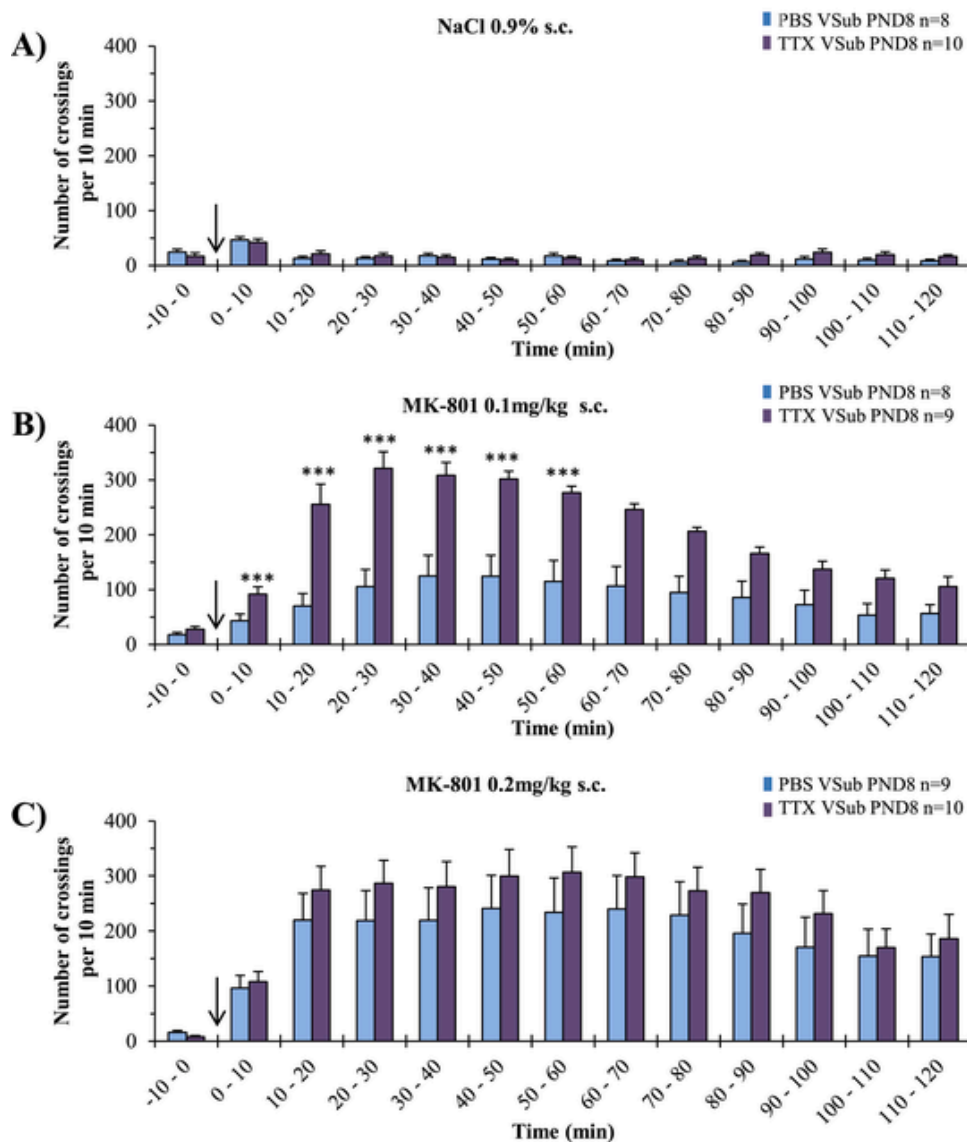 A)
NaCl 0.9% s.c.
PBS VSub PND8 n=8
TTX VSub PND8 n=10
Number of crossings
per 10 min
400
300
200
100
0
-10 - 0
0 - 10
10 - 20
20 - 30
30 - 40
40 - 50
50 - 60
60 - 70
70 - 80
80 - 90
90 - 100
100 - 110
110 - 120
Time (min)
B)
MK-801 0.1mg/kg s.c.
PBS VSub PND8 n=8
TTX VSub PND8 n=9
Number of crossings
per 10 min
400
300
200
100
0
***
***
***
***
***
***
-10 - 0
0 - 10
10 - 20
20 - 30
30 - 40
40 - 50
50 - 60
60 - 70
70 - 80
80 - 90
90 - 100
100 - 110
110 - 120
Time (min)
C)
MK-801 0.2mg/kg s.c.
PBS VSub PND8 n=9
TTX VSub PND8 n=10
Number of crossings
per 10 min
400
300
200
100
0
-10 - 0
0 - 10
10 - 20
20 - 30
30 - 40
40 - 50
50 - 60
60 - 70
70 - 80
80 - 90
90 - 100
100 - 110
110 - 120
Time (min)